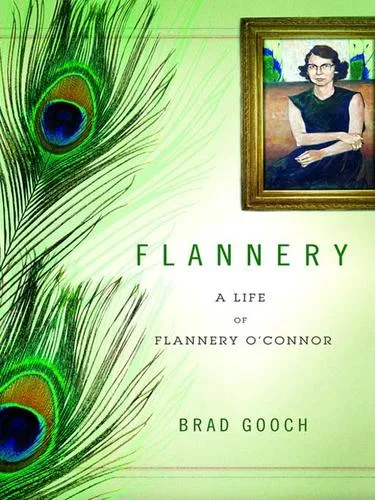 FLANNERY
A LIFE
OF
FLANNERY O'CONNOR
BRAD GOOCH